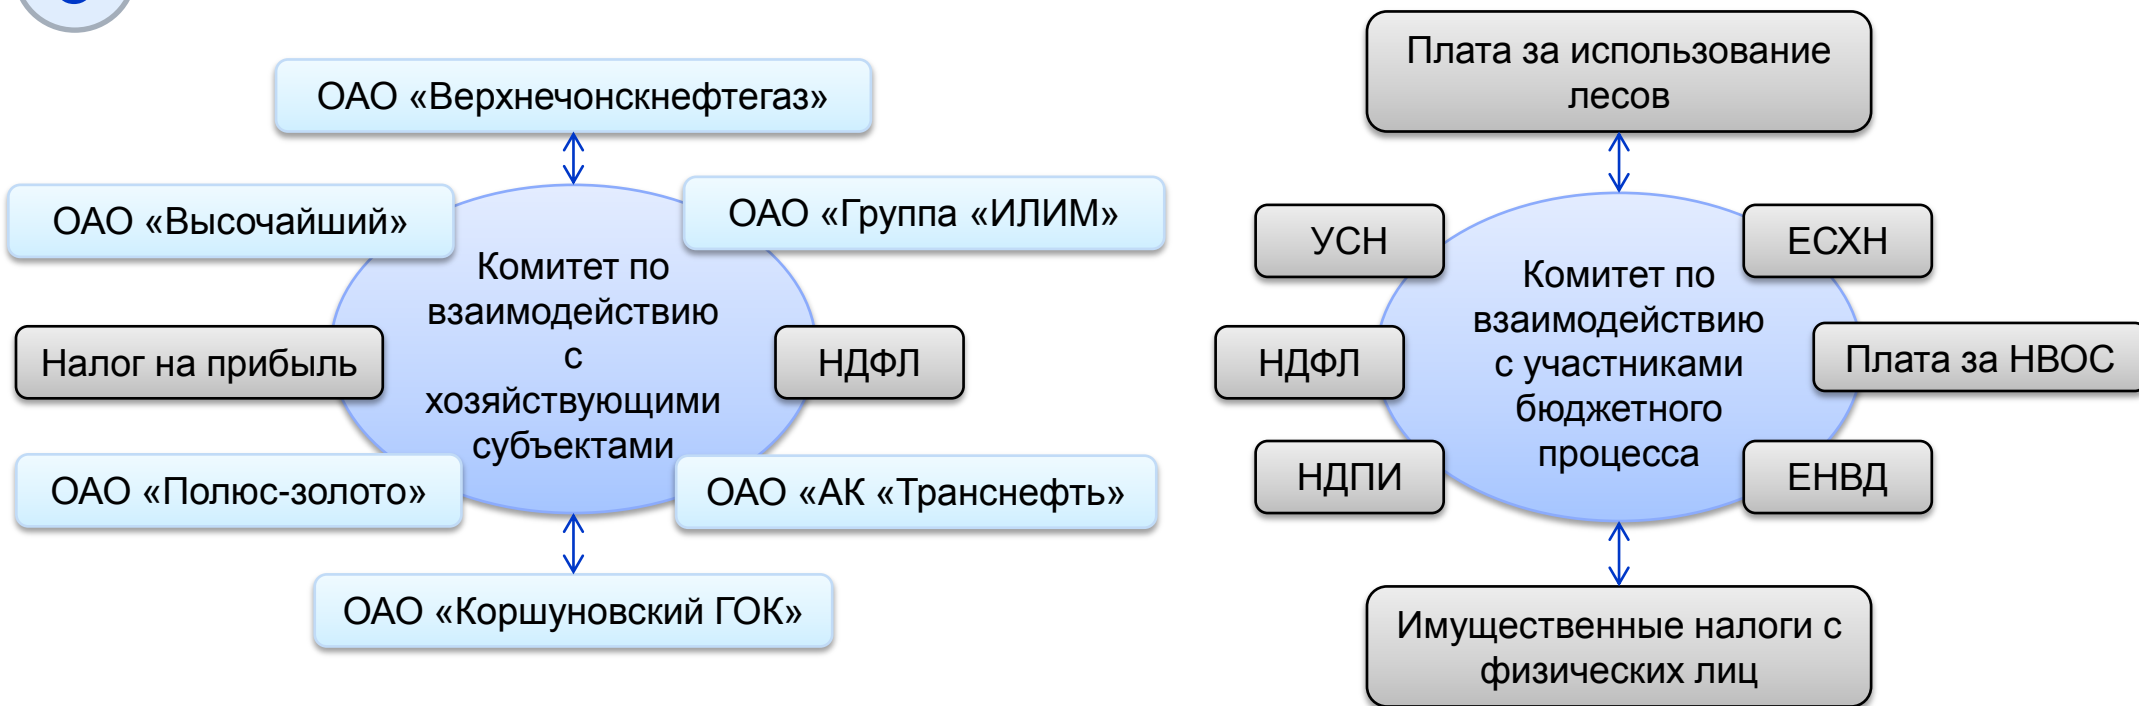 ОАО «Верхнечонскнефтегаз»
ОАО «Высочайший»
ОАО «Группа «ИЛИМ»
Комитет по
взаимодействию
с
хозяйствующими
субъектами
Налог на прибыль
НДФЛ
ОАО «Полюс-золото»
ОАО «АК «Транснефть»
ОАО «Коршуновский ГОК»
Плата за использование
лесов
УСН
ЕСХН
Комитет по
взаимодействию
с участниками
бюджетного
процесса
НДФЛ
Плата за НВОС
НДПИ
ЕНВД
Имущественные налоги с
физических лиц